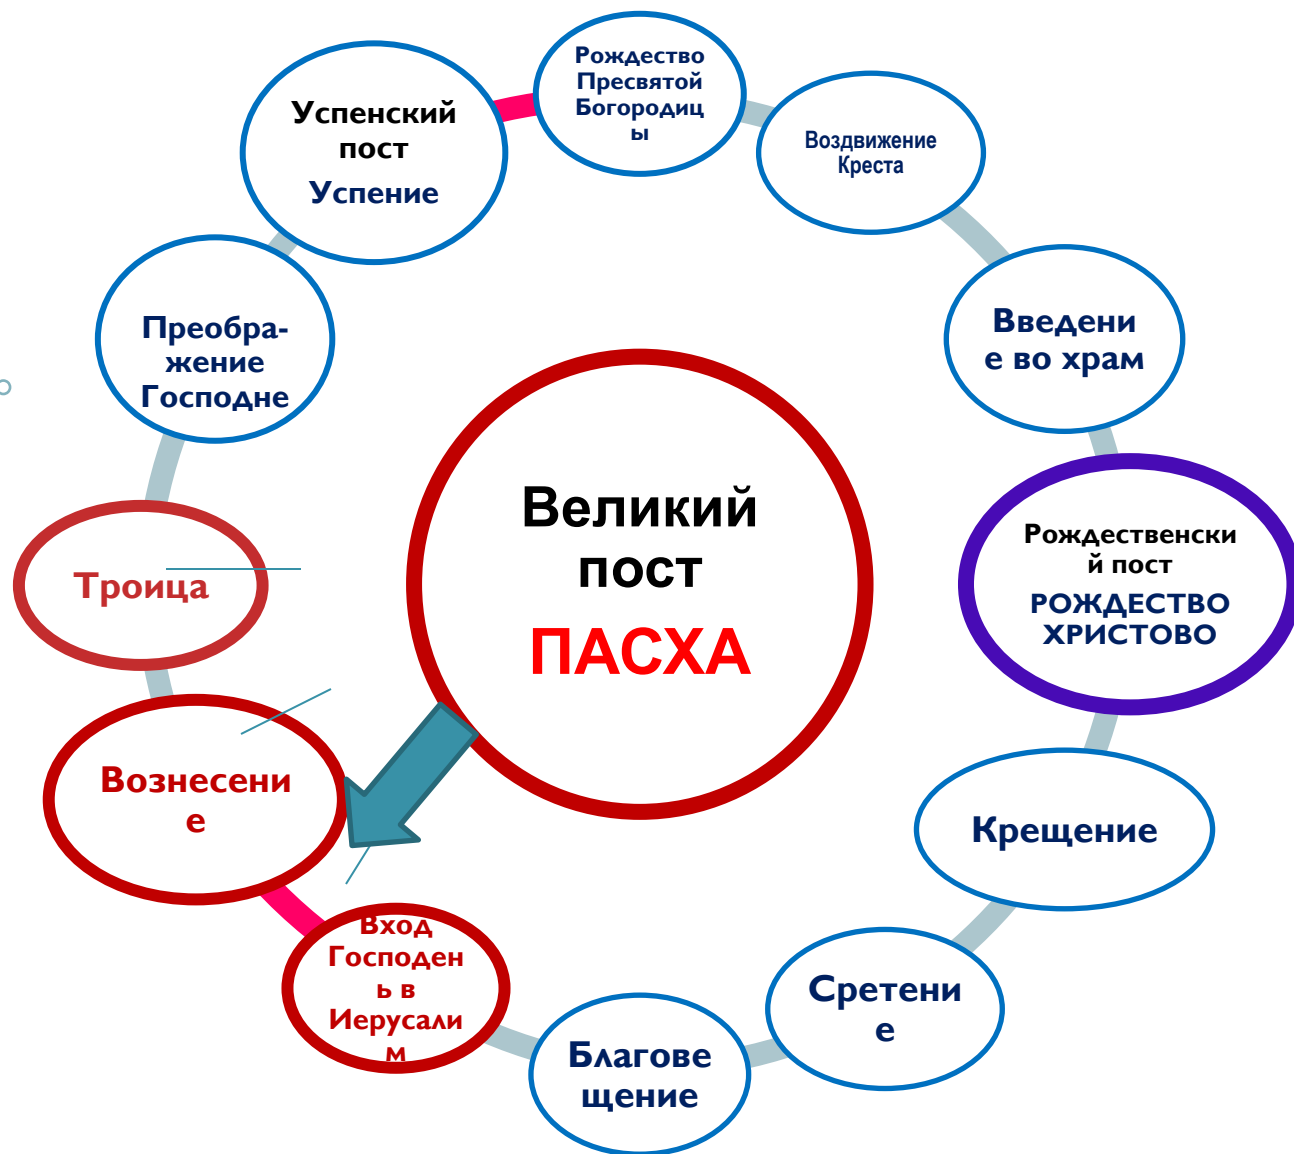 Рождество
Пресвятой
Богородиц
ы
Воздвижение
Креста
Введени
е во храм
Рождественски
й пост
РОЖДЕСТВО
ХРИСТОВО
Крещение
Сретени
е
Благове
щение
Вход
Господен
ь в
Иерусали
м
Вознесени
е
Троица
Преобра-
жение
Господне
Успенский
пост
Успение
Великий
пост
ПАСХА